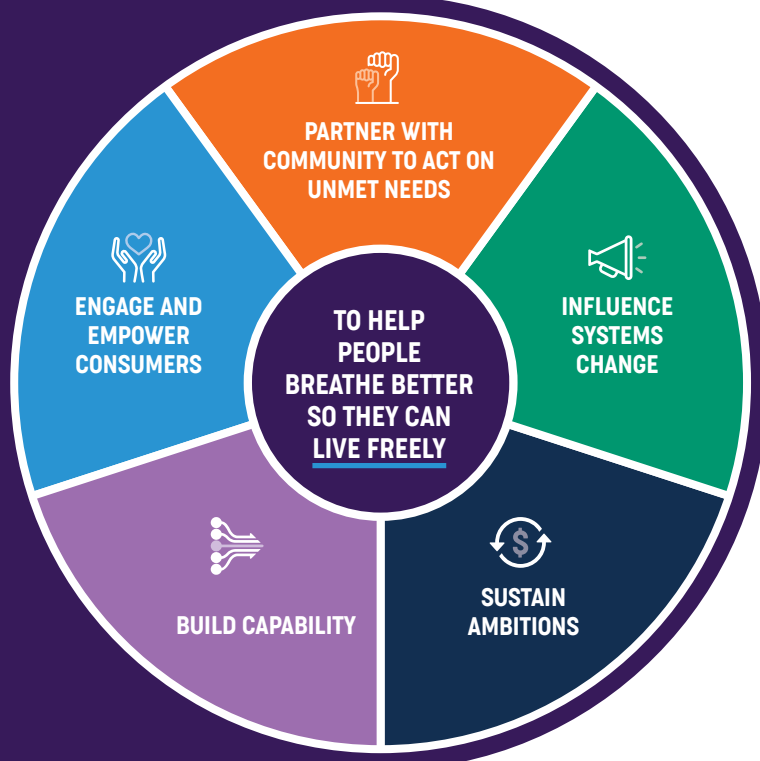 PARTNER WITH
COMMUNITY TO ACT ON
UNMET NEEDS
ENGAGE AND
EMPOWER
CONSUMERS
TO HELP
PEOPLE
BREATHE BETTER
SO THEY CAN
LIVE FREELY
INFLUENCE
SYSTEMS
CHANGE
BUILD CAPABILITY
$
SUSTAIN
AMBITIONS